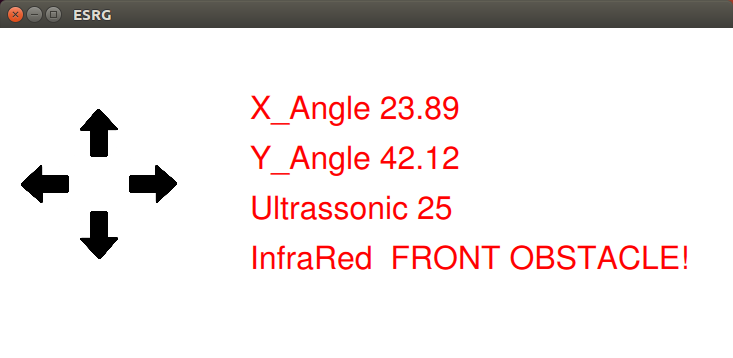 ESRG
X_Angle 23.89
Y_Angle 42.12
Ultrassonic 25
InfraRed  FRONT OBSTACLE!